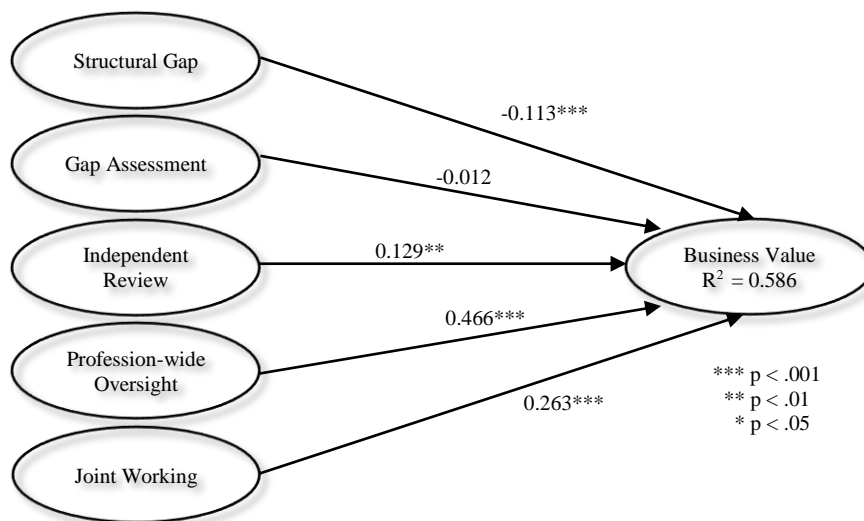 Structural Gap
-0.113***
Gap Assessment
-0.012
Independent
Review
0.129**
Business Value
R² = 0.586
Profession-wide
Oversight
0.466***
*** p < .001
** p < .01
* p < .05
Joint Working
0.263***